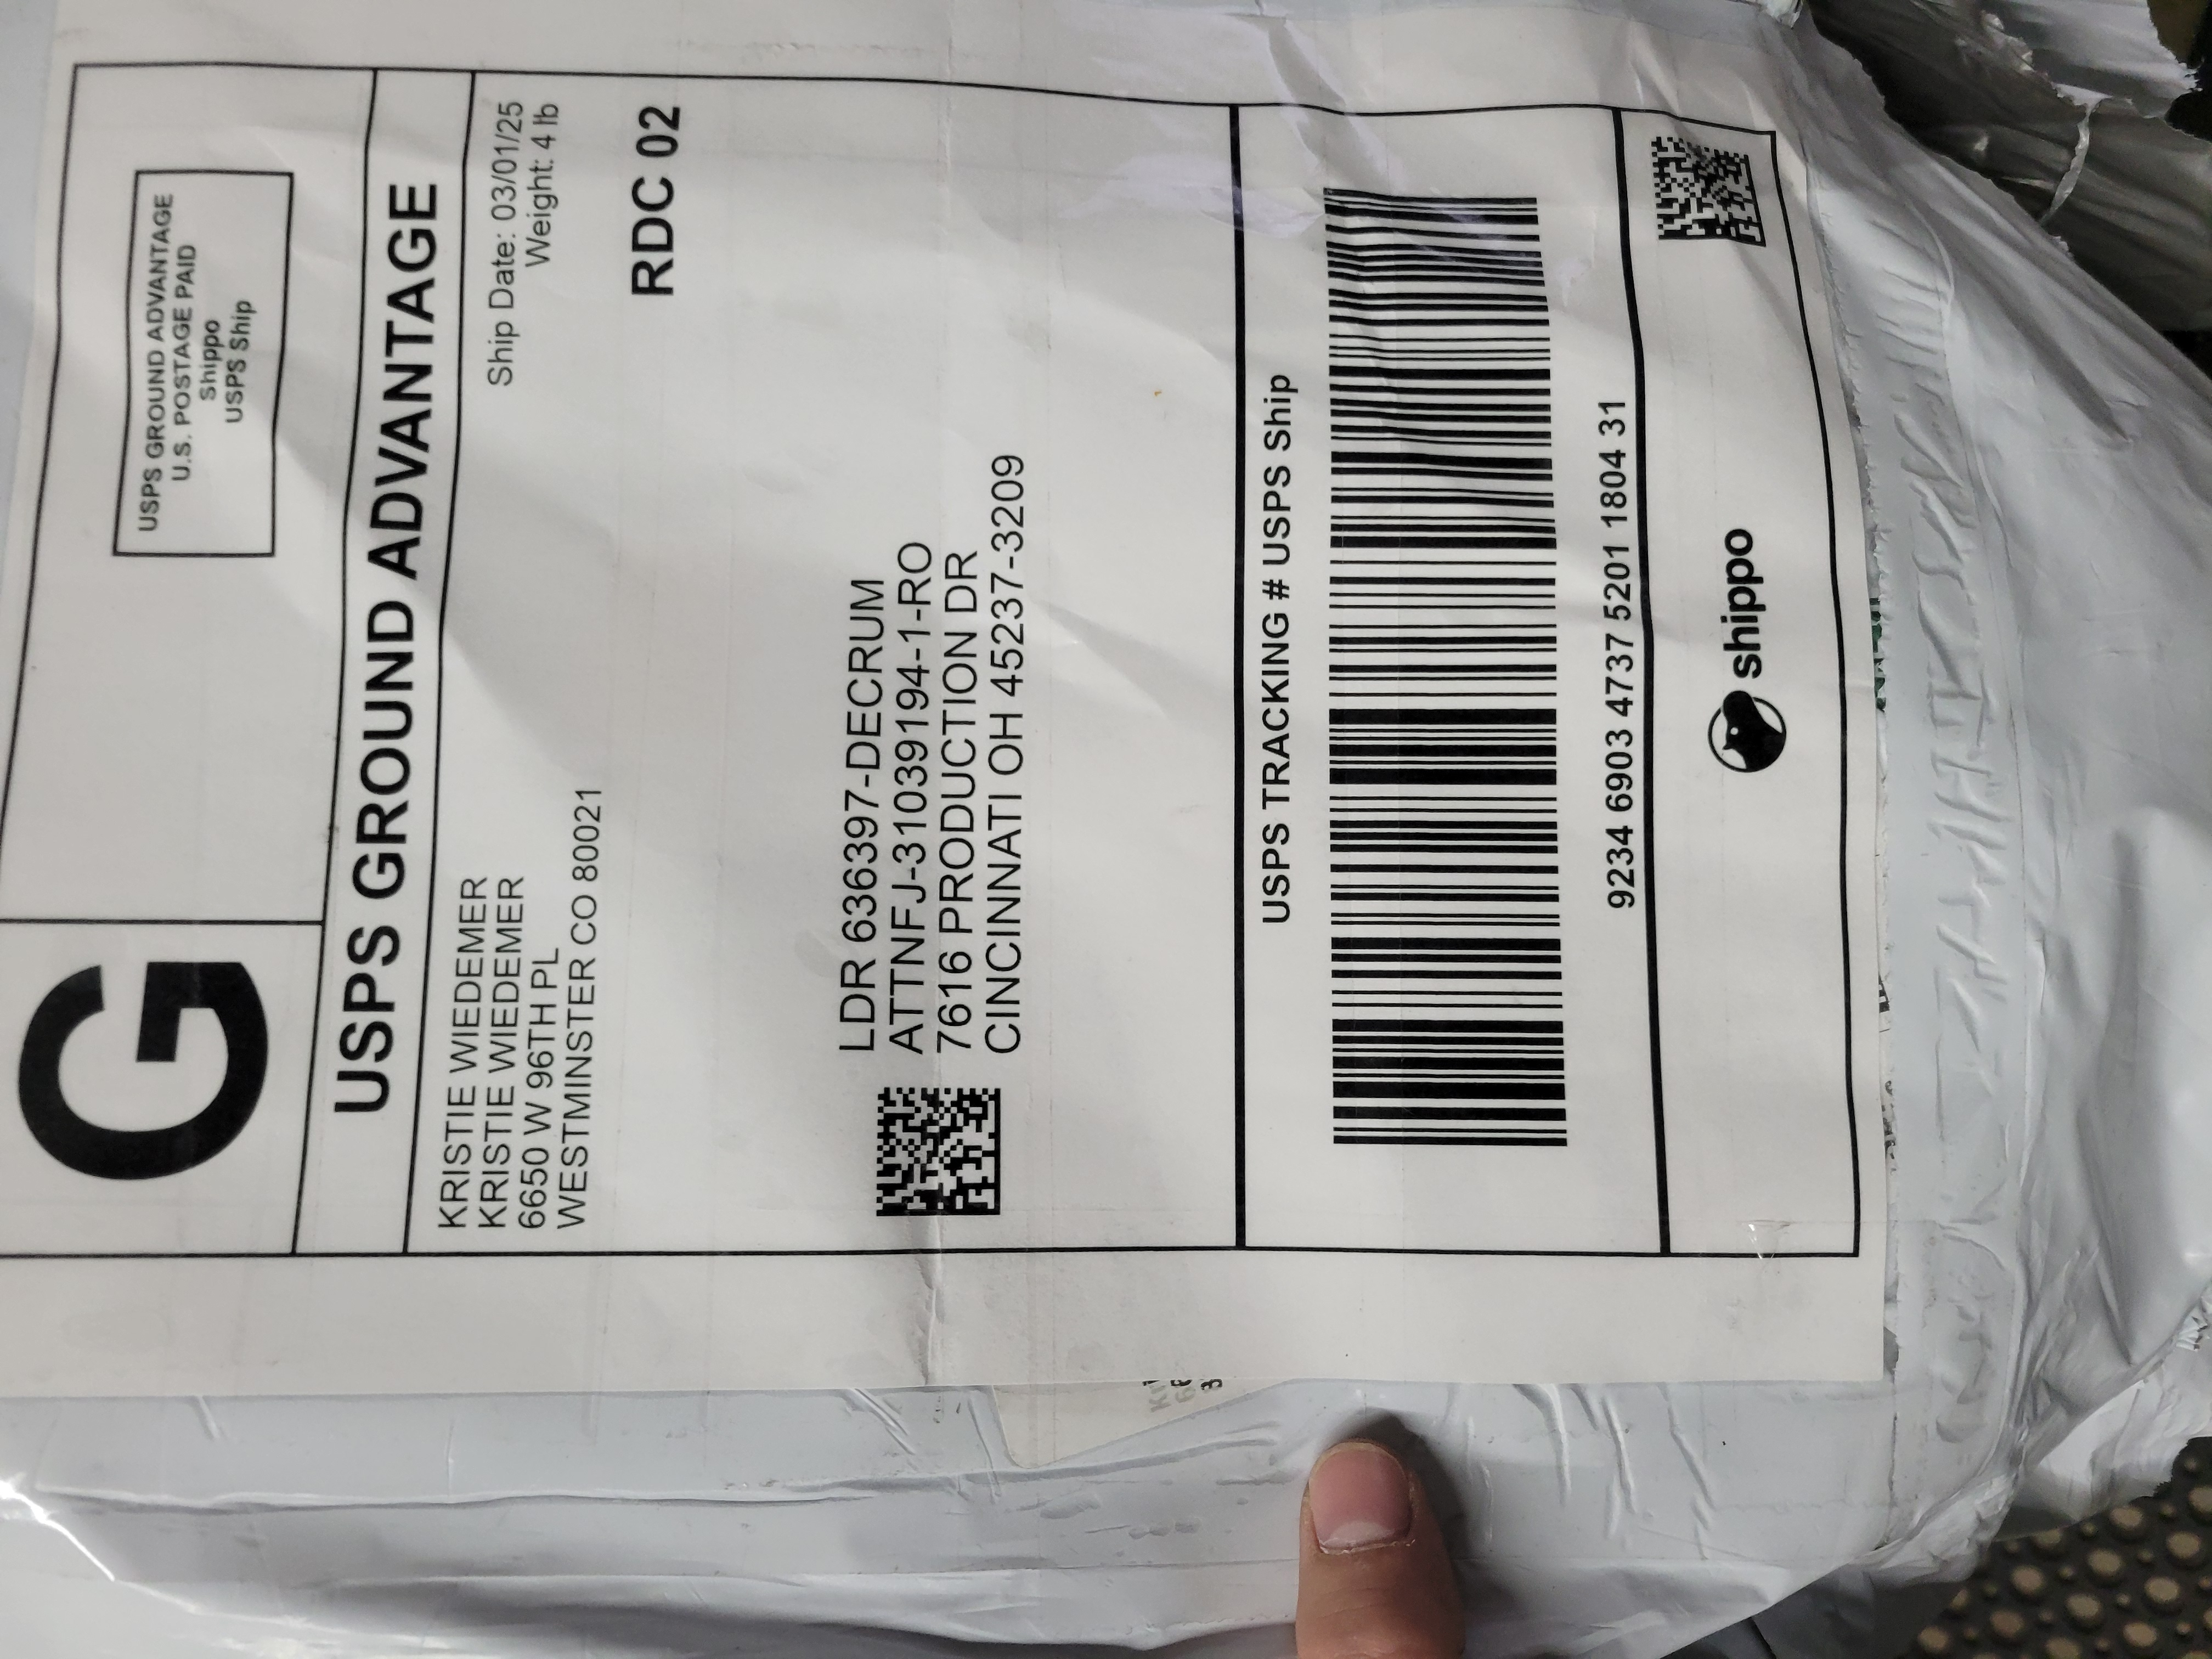 G
USPS GROUND ADVANTAGE
U.S. POSTAGE PAID
Shippo
USPS Ship
USPS GROUND ADVANTAGE
KRISTIE WIEDEMER
KRISTIE WIEDEMER
6650 W 96TH PL
WESTMINSTER CO 80021
Ship Date: 03/01/25
Weight: 4 lb
RDC 02
LDR 636397-DECRUM
ATTNFJ-31039194-1-RO
7616 PRODUCTION DR
CINCINNATI OH 45237-3209
USPS TRACKING # USPS Ship
9234 6903 4737 5201 1804 31
shippo